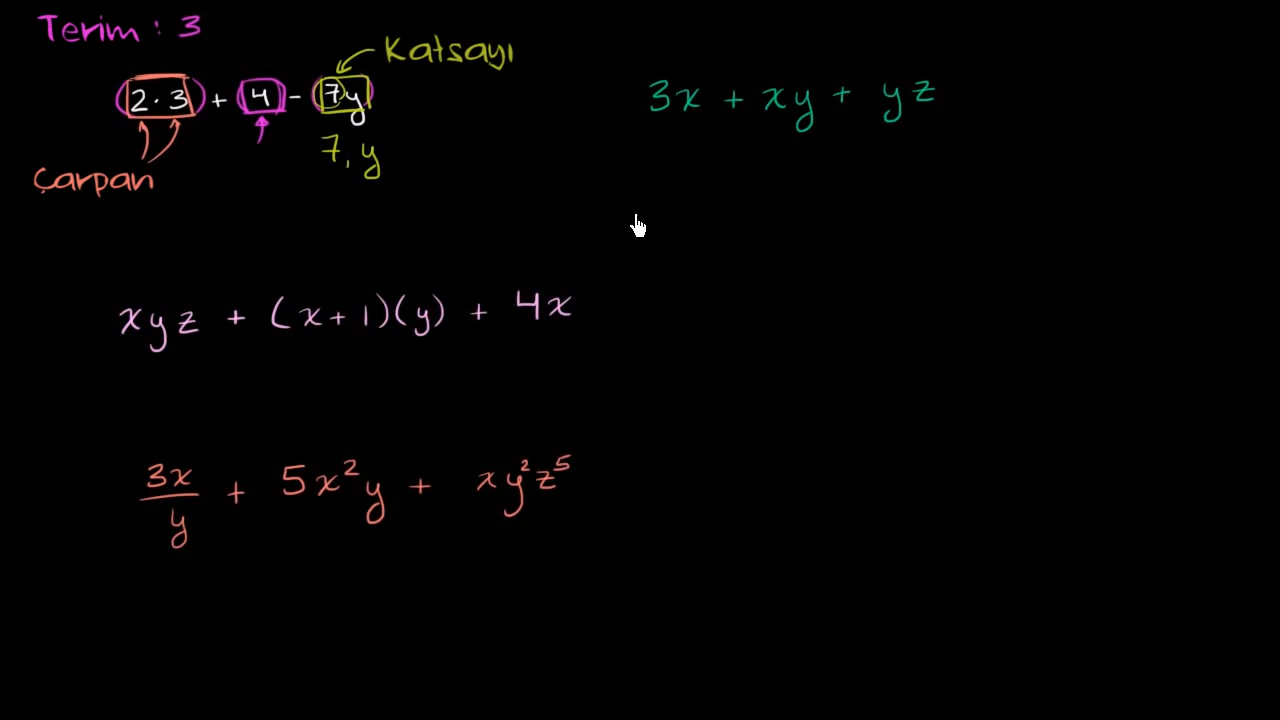 Terim : 3
Katsayı
(2·3) + (4) - (7y)
3x + xy + yz
7, y
Çarpan
xyz + (x+1)(y) + 4x
3x/y + 5x²y + xy²z⁵